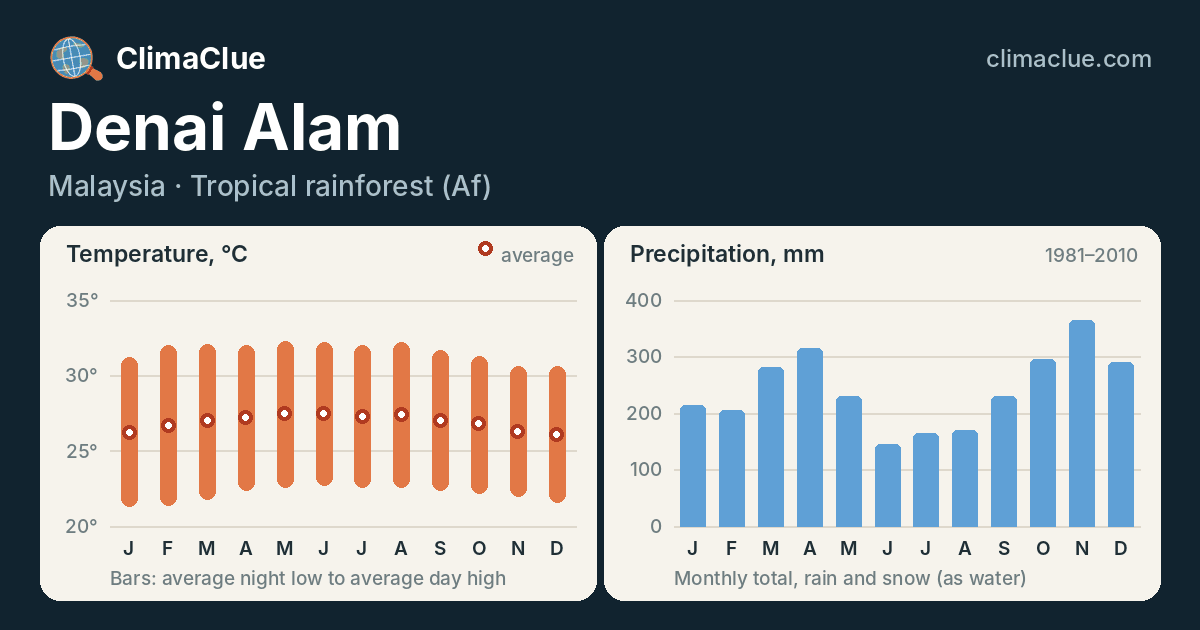 ClimaClue
climaclue.com
Denai Alam
Malaysia · Tropical rainforest (Af)
Temperature, °C
average
35°
30°
25°
20°
J F M A M J J A S O N D
Bars: average night low to average day high
Precipitation, mm
1981–2010
400
300
200
100
0
J F M A M J J A S O N D
Monthly total, rain and snow (as water)